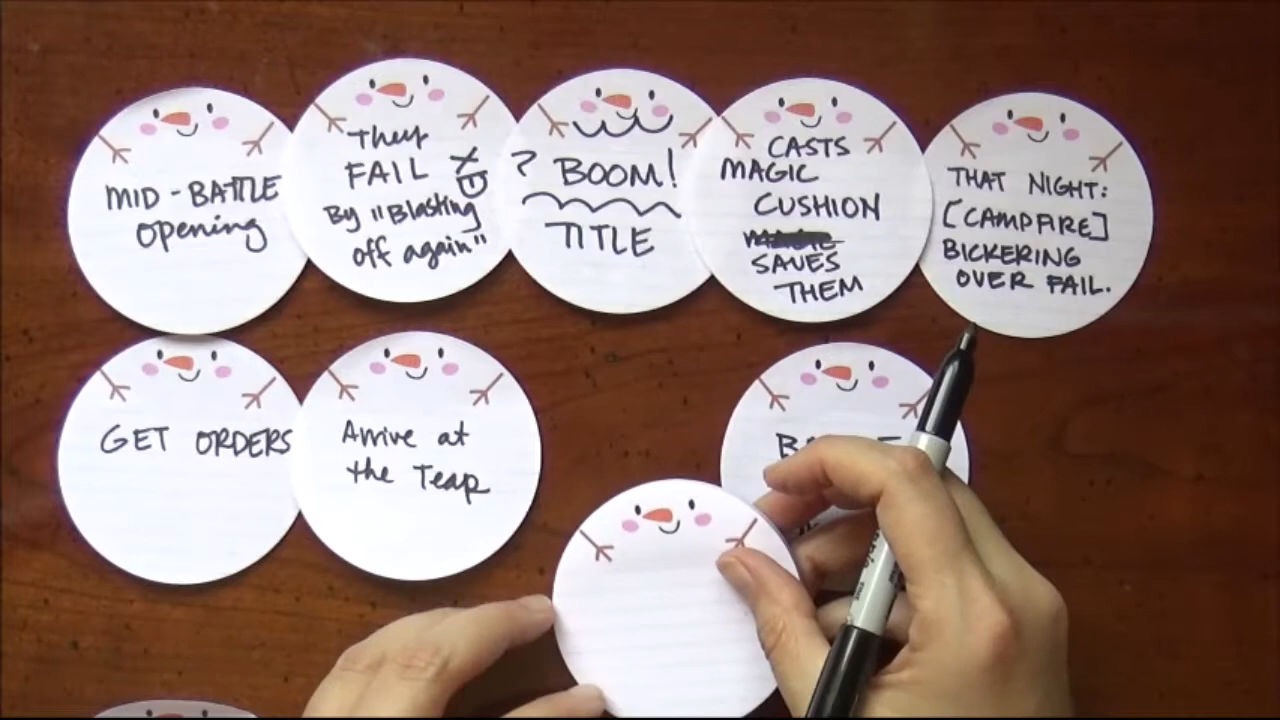 MID-BATTLE
Opening
They
FAIL XD
By "Blasting
off again"
? BOOM!
TITLE
CASTS
MAGIC
CUSHION
SAVES
THEM
THAT NIGHT:
[CAMPFIRE]
BICKERING
OVER FAIL.
GET ORDERS
Arrive at
the Teap